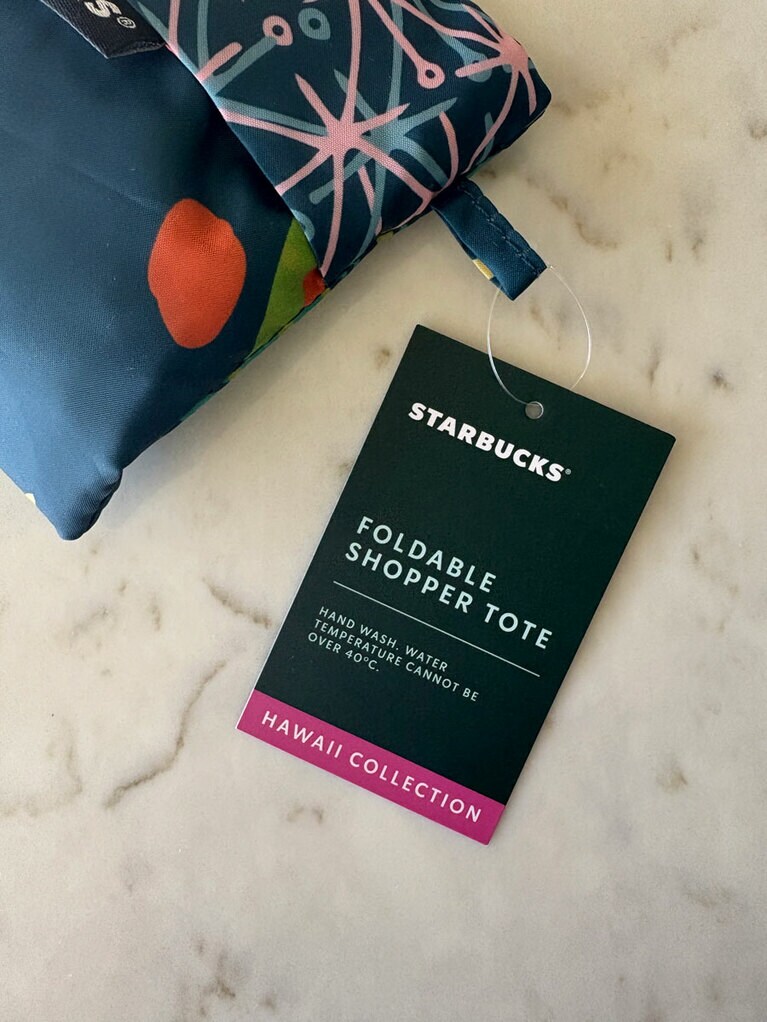 S®
STARBUCKS®
FOLDABLE
SHOPPER TOTE
HAND WASH. WATER
TEMPERATURE CANNOT BE
OVER 40°C.
HAWAII COLLECTION